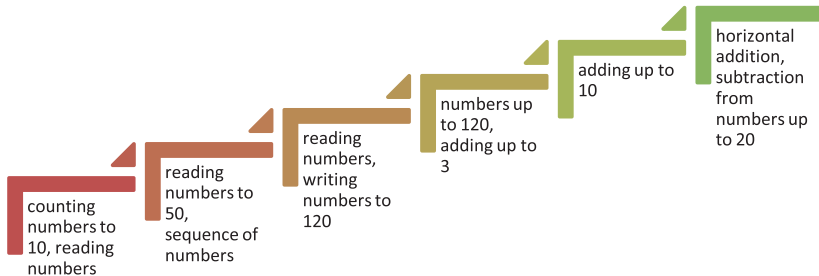 counting
numbers to
10, reading
numbers
reading
numbers to
50,
sequence of
numbers
reading
numbers,
writing
numbers to
120
numbers up
to 120,
adding up to
3
adding up to
10
horizontal
addition,
subtraction
from
numbers up
to 20